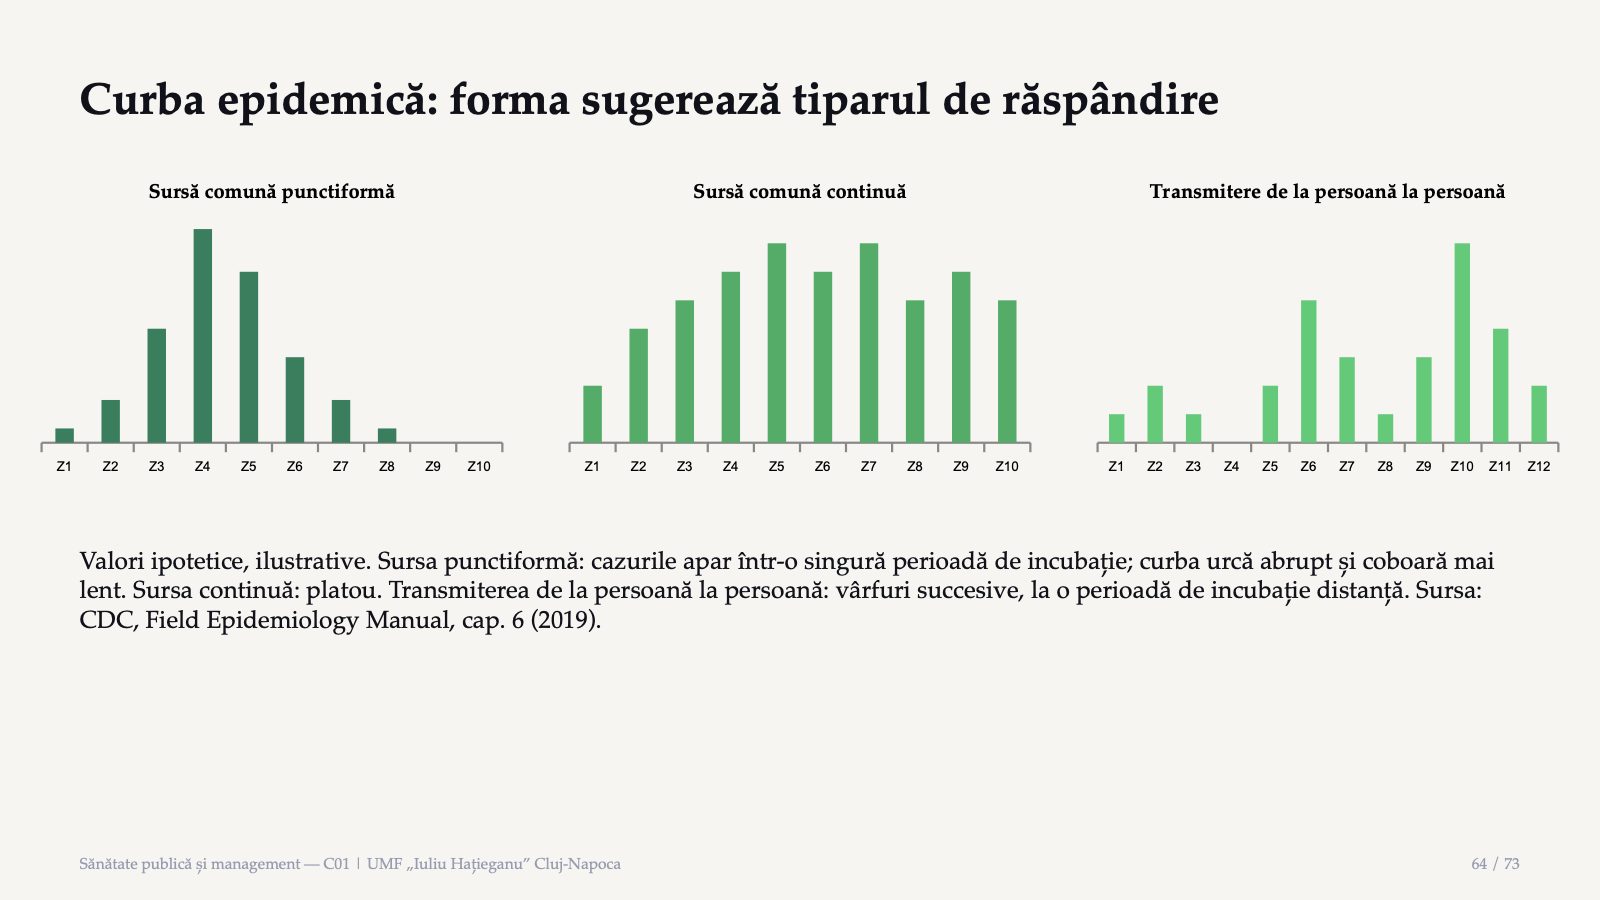 Curba epidemică: forma sugerează tiparul de răspândire
Sursă comună punctiformă
Z1 Z2 Z3 Z4 Z5 Z6 Z7 Z8 Z9 Z10
Sursă comună continuă
Z1 Z2 Z3 Z4 Z5 Z6 Z7 Z8 Z9 Z10
Transmitere de la persoană la persoană
Z1 Z2 Z3 Z4 Z5 Z6 Z7 Z8 Z9 Z10 Z11 Z12
Valori ipotetice, ilustrative. Sursa punctiformă: cazurile apar într-o singură perioadă de incubație; curba urcă abrupt și coboară mai
lent. Sursa continuă: platou. Transmiterea de la persoană la persoană: vârfuri succesive, la o perioadă de incubație distanță. Sursa:
CDC, Field Epidemiology Manual, cap. 6 (2019).
Sănătate publică și management — C01 | UMF „Iuliu Hațieganu” Cluj-Napoca
64 / 73